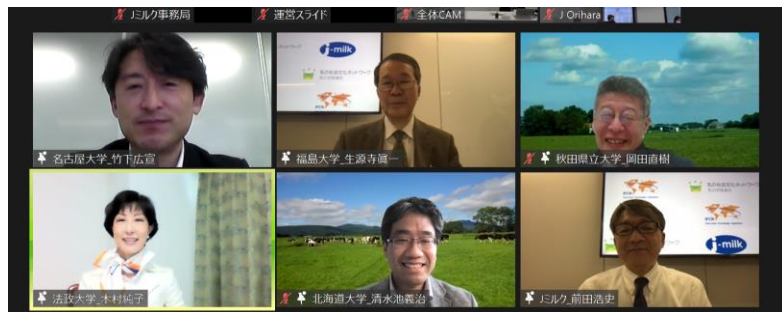 Jミルク事務局
運営スライド
全体CAM
J Orihara
j-milk
名古屋大学_竹下広宣
福島大学_生源寺眞一
秋田県立大学_岡田直樹
j-milk
法政大学_木村純子
北海道大学_清水池義治
Jミルク_前田浩史